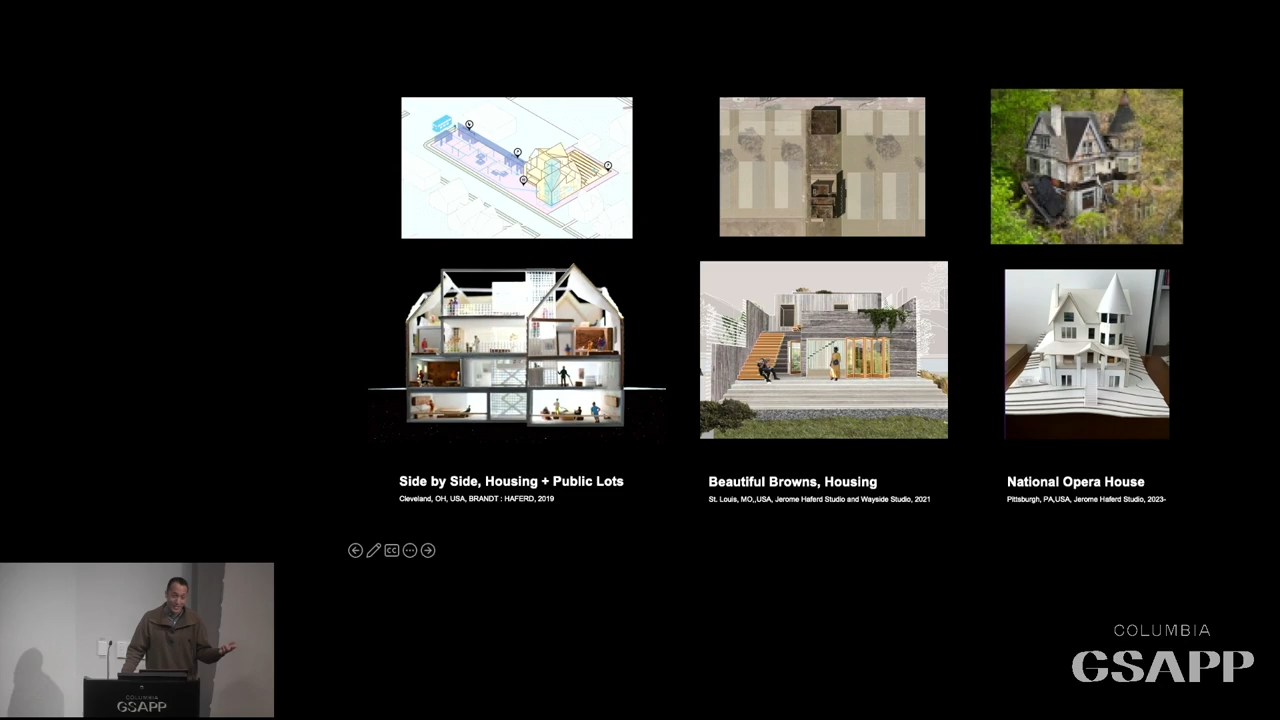 Side by Side, Housing + Public Lots
Cleveland, OH, USA, BRANDT : HAFERD, 2019
Beautiful Browns, Housing
St. Louis, MO,,USA, Jerome Haferd Studio and Wayside Studio, 2021
National Opera House
Pittsburgh, PA,USA, Jerome Haferd Studio, 2023-
CC
COLUMBIA
GSAPP
COLUMBIA
GSAPP